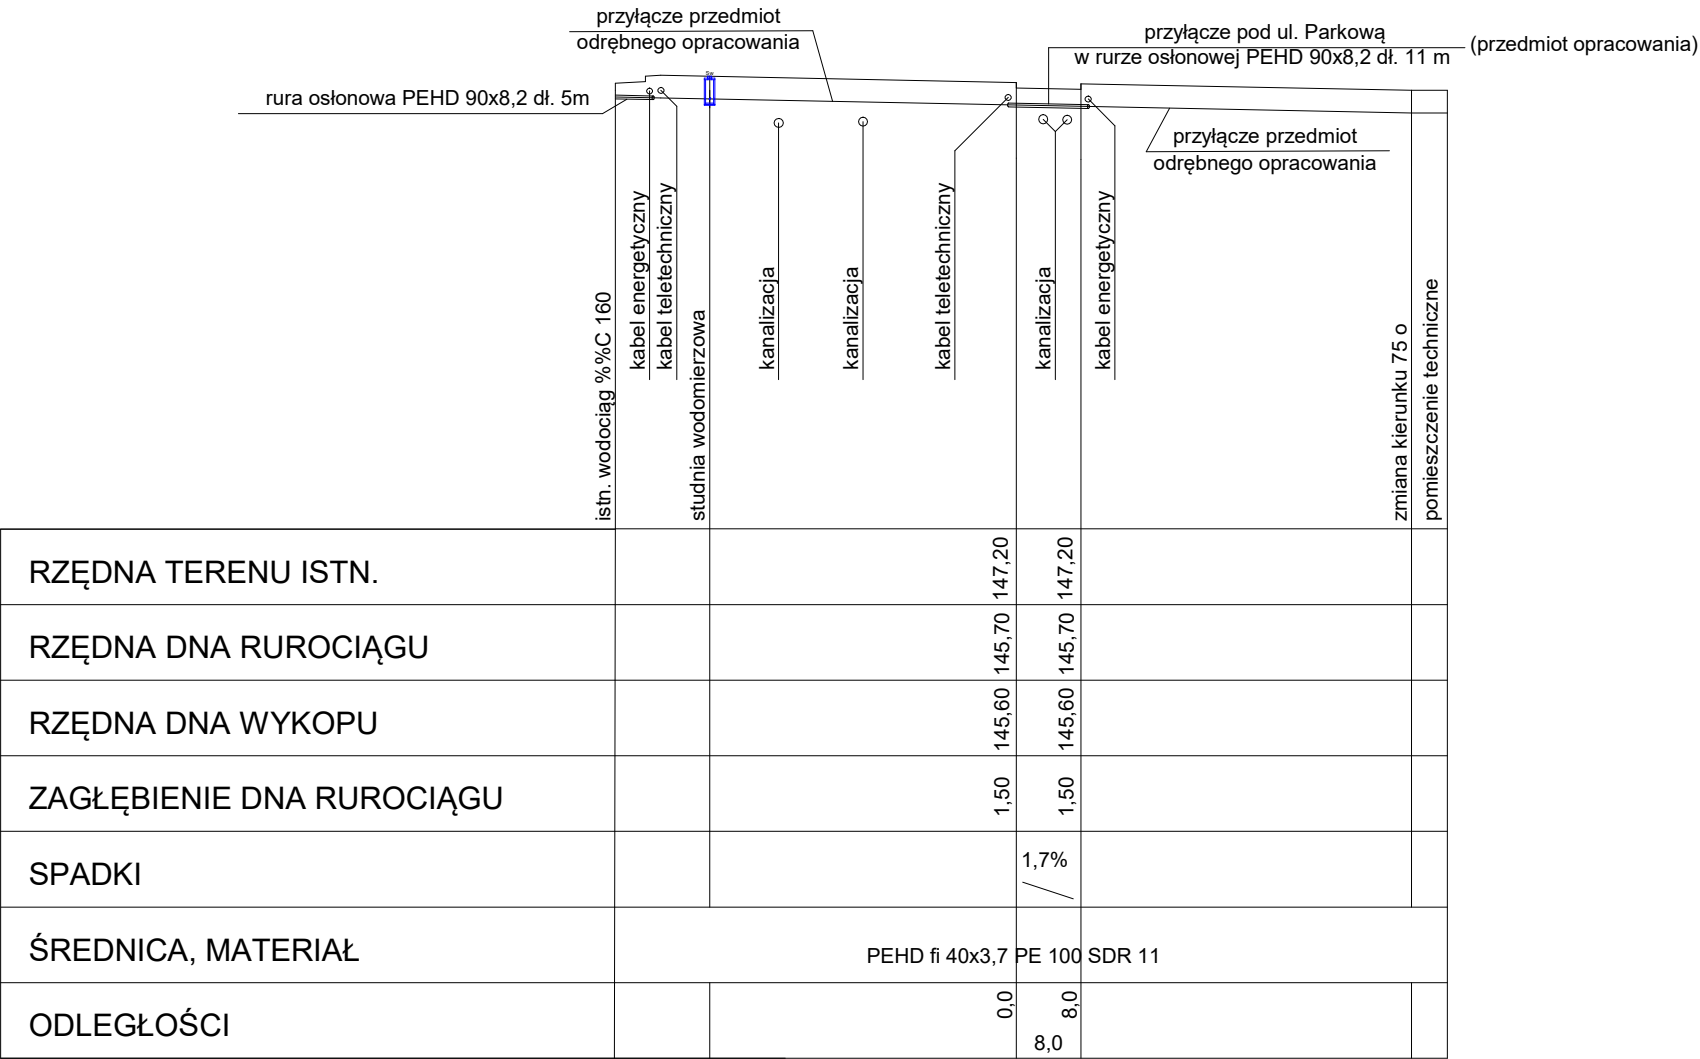 przyłącze przedmiot
odrębnego opracowania
przyłącze pod ul. Parkową
w rurze osłonowej PEHD 90x8,2 dł. 11 m
(przedmiot opracowania)
Sw
rura osłonowa PEHD 90x8,2 dł. 5m
przyłącze przedmiot
odrębnego opracowania
istn. wodociąg %%C 160
kabel energetyczny
kabel teletechniczny
studnia wodomierzowa
kanalizacja
kanalizacja
kabel teletechniczny
kanalizacja
kabel energetyczny
zmiana kierunku 75 o
pomieszczenie techniczne
RZĘDNA TERENU ISTN.
147,20
147,20
RZĘDNA DNA RUROCIĄGU
145,70
145,70
RZĘDNA DNA WYKOPU
145,60
145,60
ZAGŁĘBIENIE DNA RUROCIĄGU
1,50
1,50
SPADKI
1,7%
ŚREDNICA, MATERIAŁ
PEHD fi 40x3,7 PE 100 SDR 11
ODLEGŁOŚCI
0,0
8,0
8,0